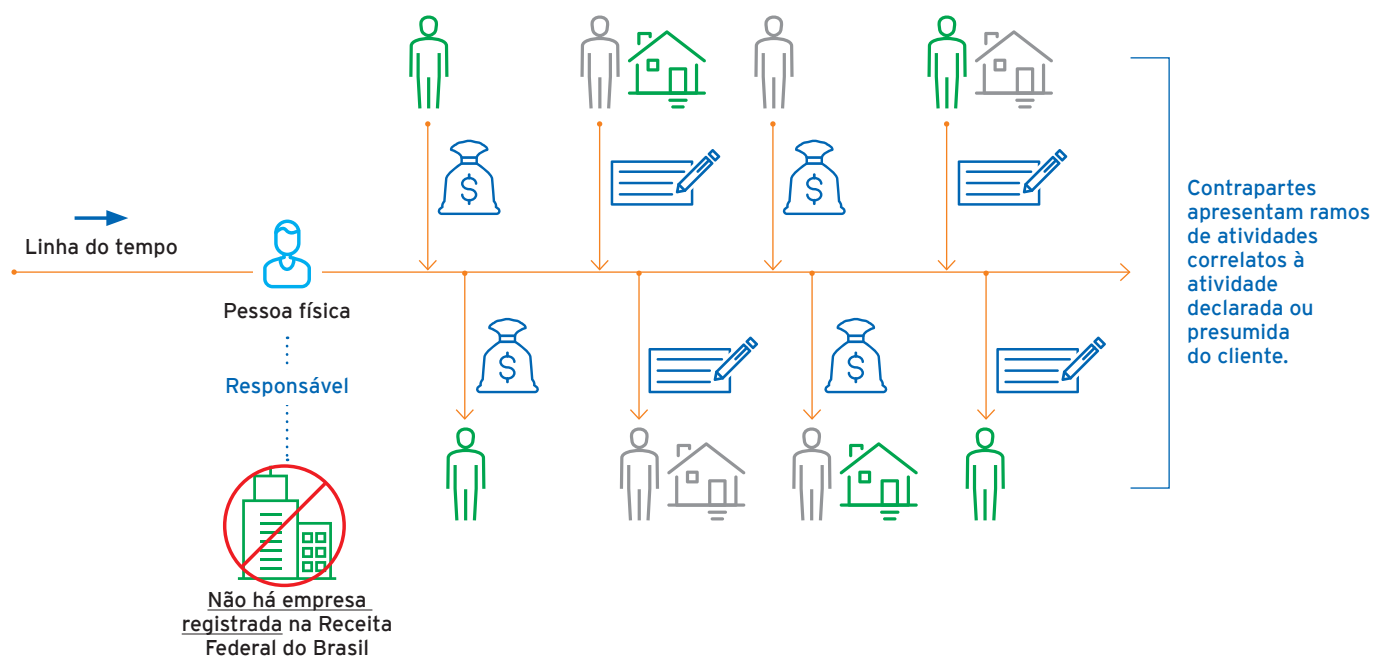 Linha do tempo
Pessoa física
Responsável
Não há empresa
registrada na Receita
Federal do Brasil
$
$
$
$
Contrapartes
apresentam ramos
de atividades
correlatos à
atividade
declarada ou
presumida
do cliente.